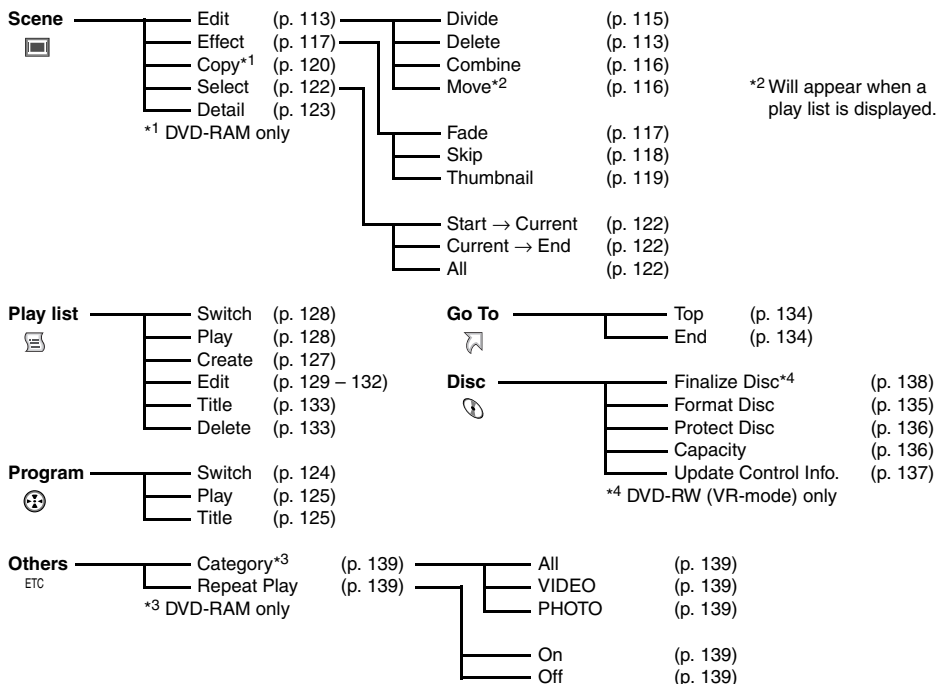 Scene Edit (p. 113) Divide (p. 115)
Effect (p. 117) Delete (p. 113)
Copy*1 (p. 120) Combine (p. 116)
Select (p. 122) Move*2 (p. 116) *2 Will appear when a
Detail (p. 123) play list is displayed.
*1 DVD-RAM only Fade (p. 117)
Skip (p. 118)
Thumbnail (p. 119)
Start → Current (p. 122)
Current → End (p. 122)
All (p. 122)
Play list Switch (p. 128)
Play (p. 128)
Create (p. 127)
Edit (p. 129 – 132)
Title (p. 133)
Delete (p. 133)
Go To Top (p. 134)
End (p. 134)
Disc Finalize Disc*4 (p. 138)
Format Disc (p. 135)
Protect Disc (p. 136)
Capacity (p. 136)
Update Control Info. (p. 137)
*4 DVD-RW (VR-mode) only
Program Switch (p. 124)
Play (p. 125)
Title (p. 125)
Others Category*3 (p. 139) All (p. 139)
ETC Repeat Play (p. 139) VIDEO (p. 139)
*3 DVD-RAM only PHOTO (p. 139)
On (p. 139)
Off (p. 139)